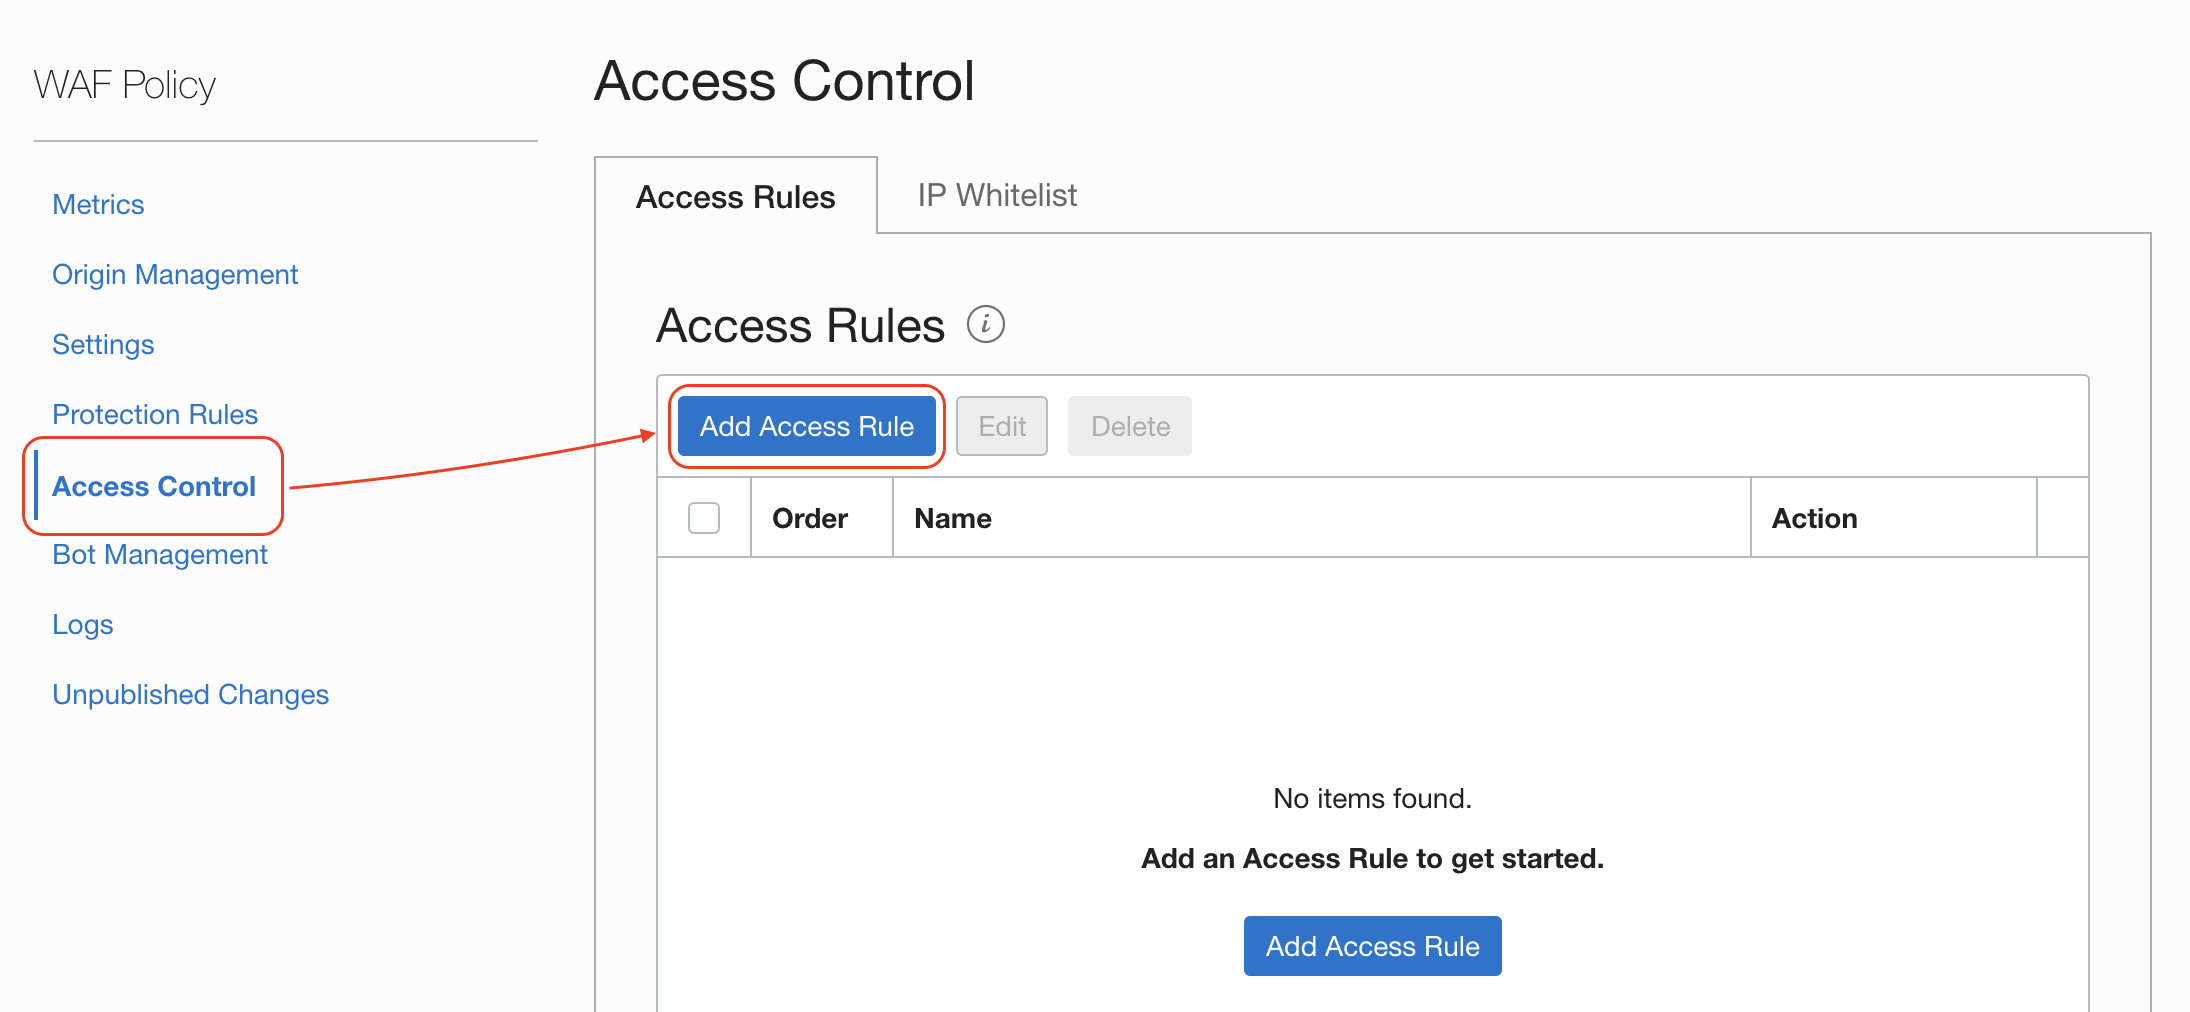 WAF Policy
Metrics
Origin Management
Settings
Protection Rules
Access Control
Bot Management
Logs
Unpublished Changes
Access Control
Access Rules
IP Whitelist
Access Rules i
Add Access Rule
Edit
Delete
Order
Name
Action
No items found.
Add an Access Rule to get started.
Add Access Rule